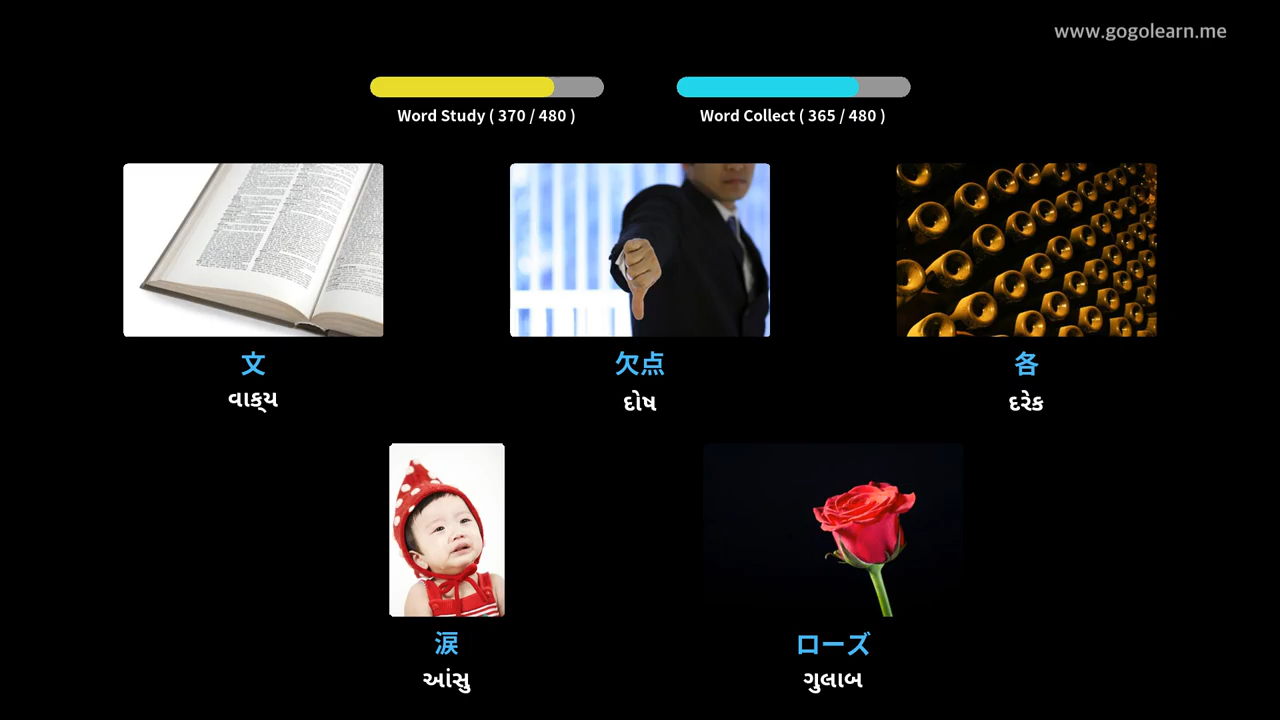 www.gogolearn.me
Word Study ( 370 / 480 )
Word Collect ( 365 / 480 )
文
વાક્ય
欠点
દોષ
各
દરેક
涙
આંસુ
ローズ
ગુલાબ